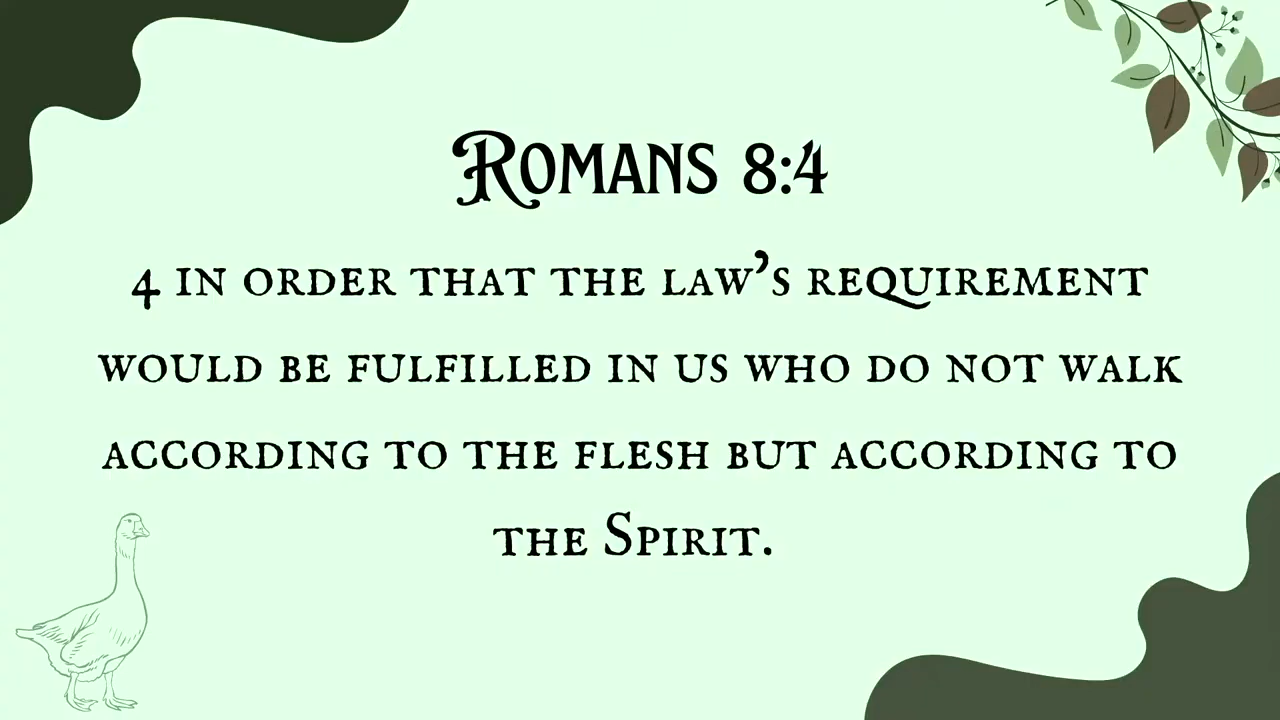 Romans 8:4
4 in order that the law’s requirement
would be fulfilled in us who do not walk
according to the flesh but according to
the Spirit.